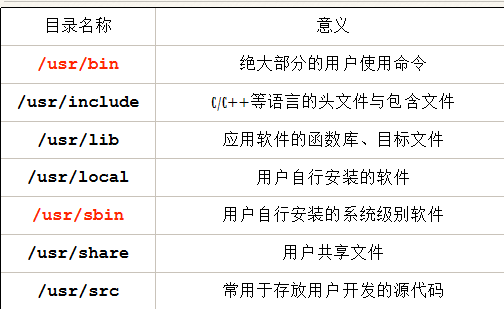 目录名称 意义
/usr/bin 绝大部分的用户使用命令
/usr/include C/C++等语言的头文件与包含文件
/usr/lib 应用软件的函数库、目标文件
/usr/local 用户自行安装的软件
/usr/sbin 用户自行安装的系统级别软件
/usr/share 用户共享文件
/usr/src 常用于存放用户开发的源代码